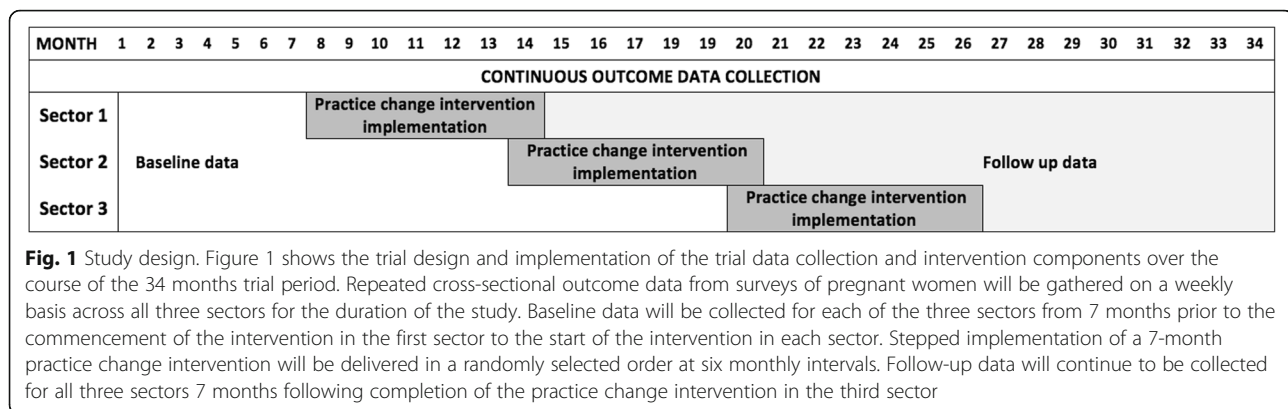 MONTH 1 2 3 4 5 6 7 8 9 10 11 12 13 14 15 16 17 19 19 20 21 22 23 24 25 26 27 28 29 30 31 32 33 34
CONTINUOUS OUTCOME DATA COLLECTION
Sector 1
Practice change intervention
implementation
Sector 2
Baseline data
Practice change intervention
implementation
Follow up data
Sector 3
Practice change intervention
implementation
Fig. 1 Study design. Figure 1 shows the trial design and implementation of the trial data collection and intervention components over the
course of the 34 months trial period. Repeated cross-sectional outcome data from surveys of pregnant women will be gathered on a weekly
basis across all three sectors for the duration of the study. Baseline data will be collected for each of the three sectors from 7 months prior to the
commencement of the intervention in the first sector to the start of the intervention in each sector. Stepped implementation of a 7-month
practice change intervention will be delivered in a randomly selected order at six monthly intervals. Follow-up data will continue to be collected
for all three sectors 7 months following completion of the practice change intervention in the third sector